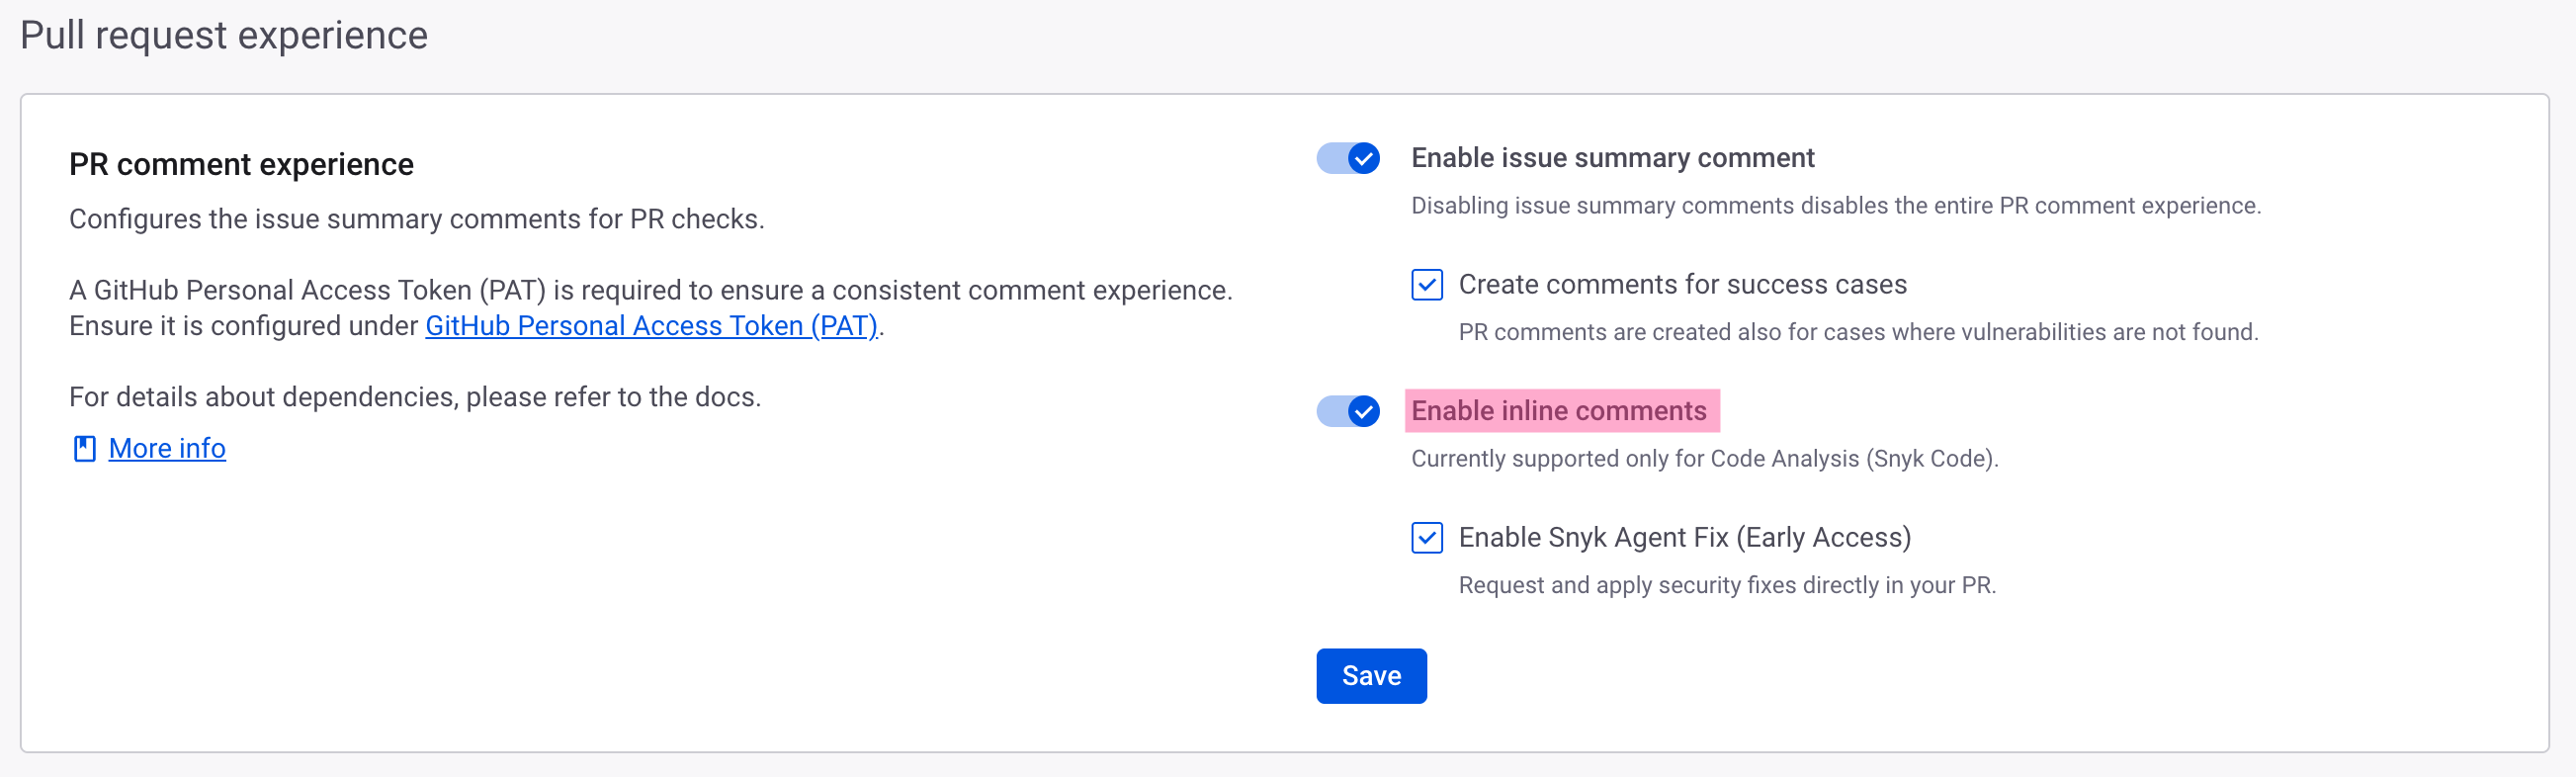 Pull request experience
PR comment experience
Configures the issue summary comments for PR checks.
A GitHub Personal Access Token (PAT) is required to ensure a consistent comment experience.
Ensure it is configured under GitHub Personal Access Token (PAT).
For details about dependencies, please refer to the docs.
More info
Enable issue summary comment
Disabling issue summary comments disables the entire PR comment experience.
Create comments for success cases
PR comments are created also for cases where vulnerabilities are not found.
Enable inline comments
Currently supported only for Code Analysis (Snyk Code).
Enable Snyk Agent Fix (Early Access)
Request and apply security fixes directly in your PR.
Save